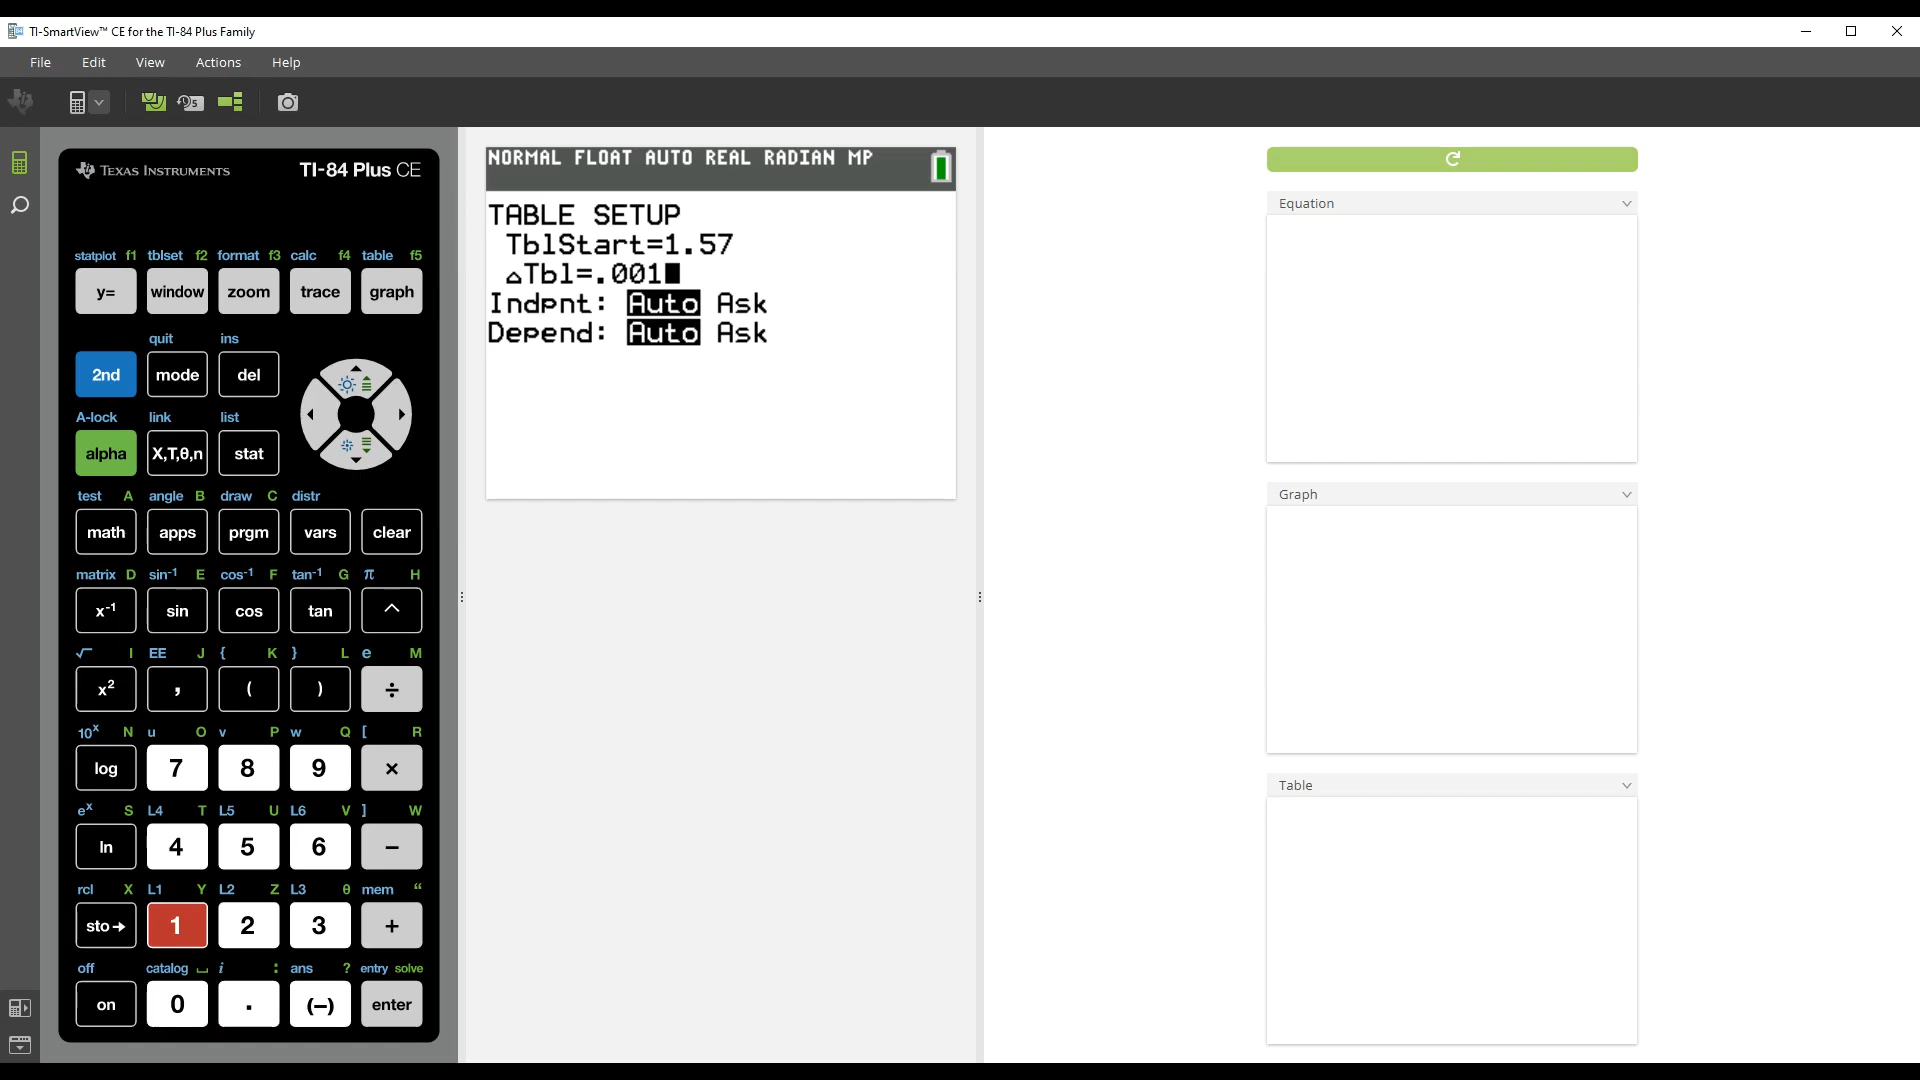 TI-SmartView™ CE for the TI-84 Plus Family
File Edit View Actions Help
TEXAS INSTRUMENTS TI-84 Plus CE
statplot f1 tblset f2 format f3 calc f4 table f5
y= window zoom trace graph
quit ins
2nd mode del
A-lock link list
alpha X,T,θ,n stat
test A angle B draw C distr
math apps prgm vars clear
matrix D sin⁻¹ E cos⁻¹ F tan⁻¹ G π H
x⁻¹ sin cos tan ^
√ I EE J { K } L e M
x² , ( ) ÷
10ˣ N u O v P w Q [ R
log 7 8 9 ×
eˣ S L4 T L5 U L6 V ] W
ln 4 5 6 −
rcl X L1 Y L2 Z L3 θ mem “
sto→ 1 2 3 +
off catalog ⎵ i : ans ? entry solve
on 0 . (−) enter
NORMAL FLOAT AUTO REAL RADIAN MP
TABLE SETUP
TblStart=1.57
△Tbl=.001
Indpnt: Auto Ask
Depend: Auto Ask
Equation
Graph
Table